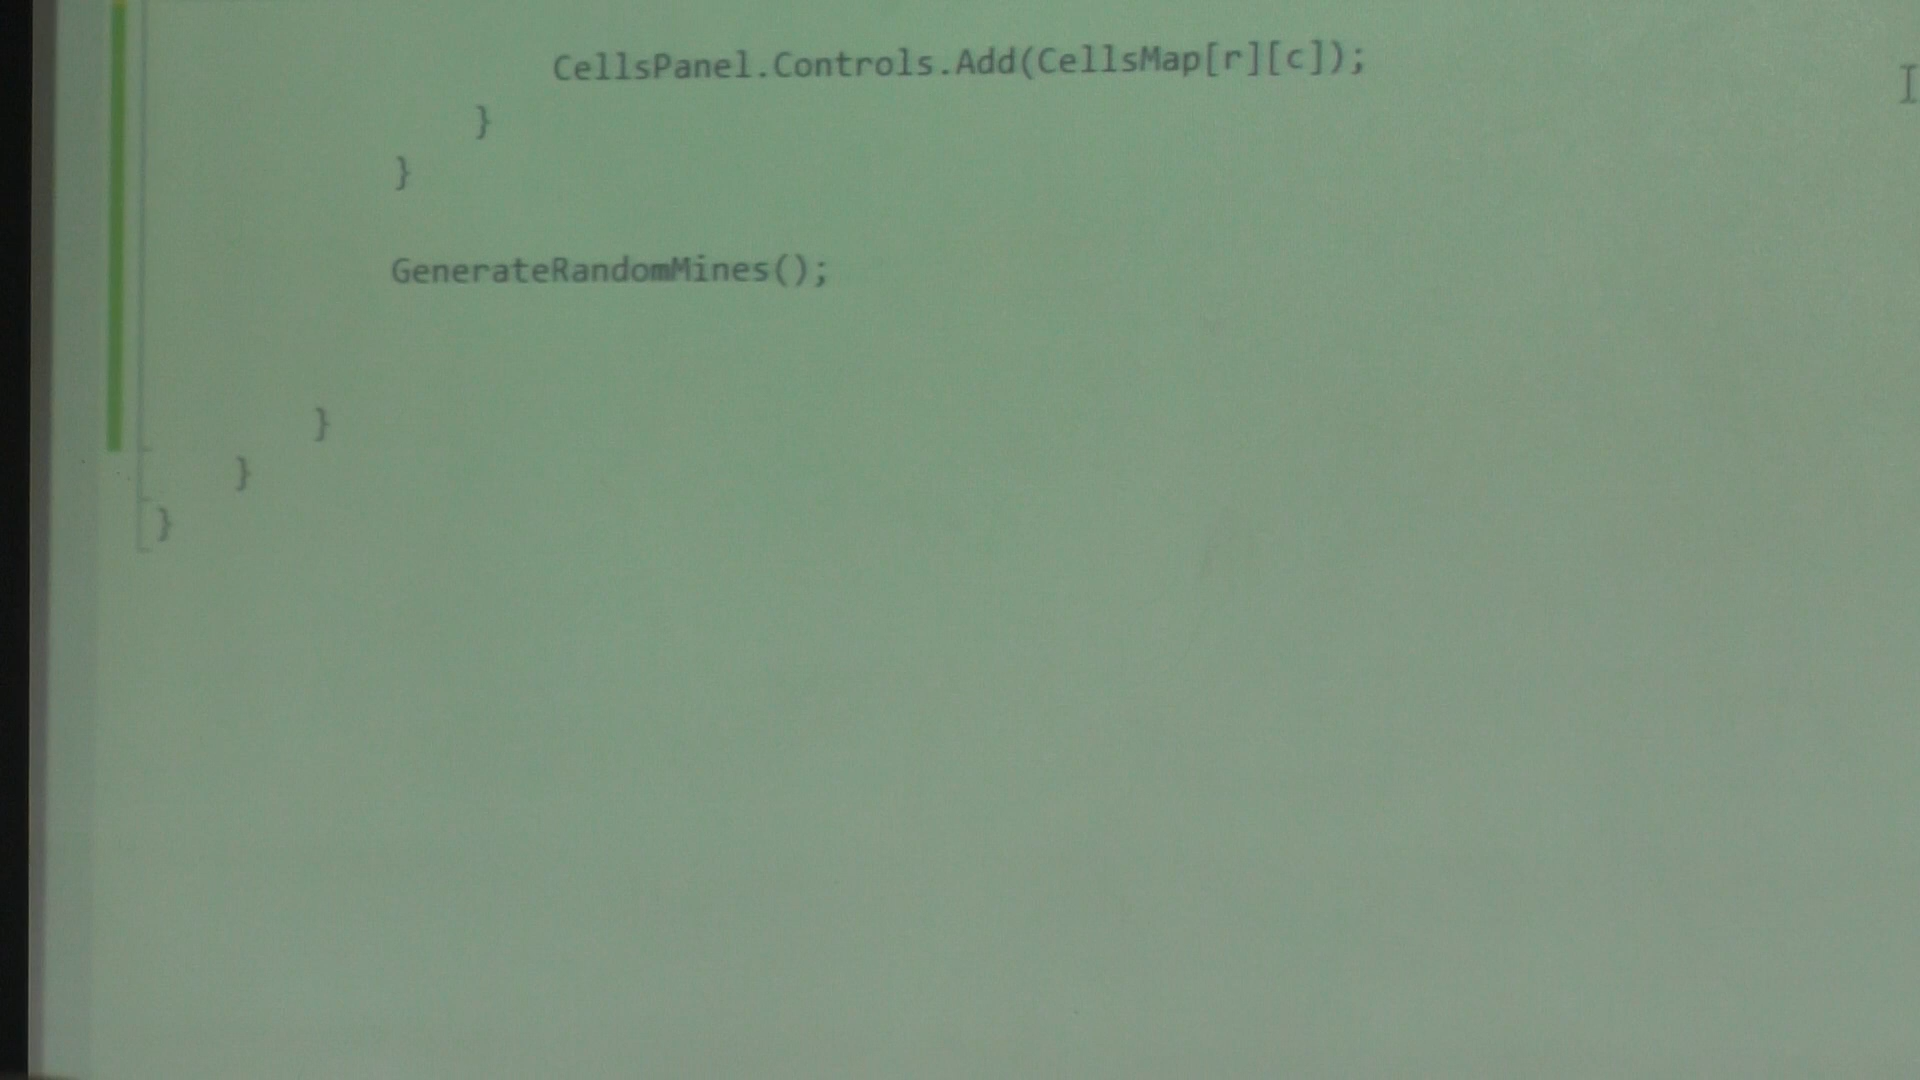 CellsPanel.Controls.Add(CellsMap[r][c]);
}
}
GenerateRandomMines();
}
}
}